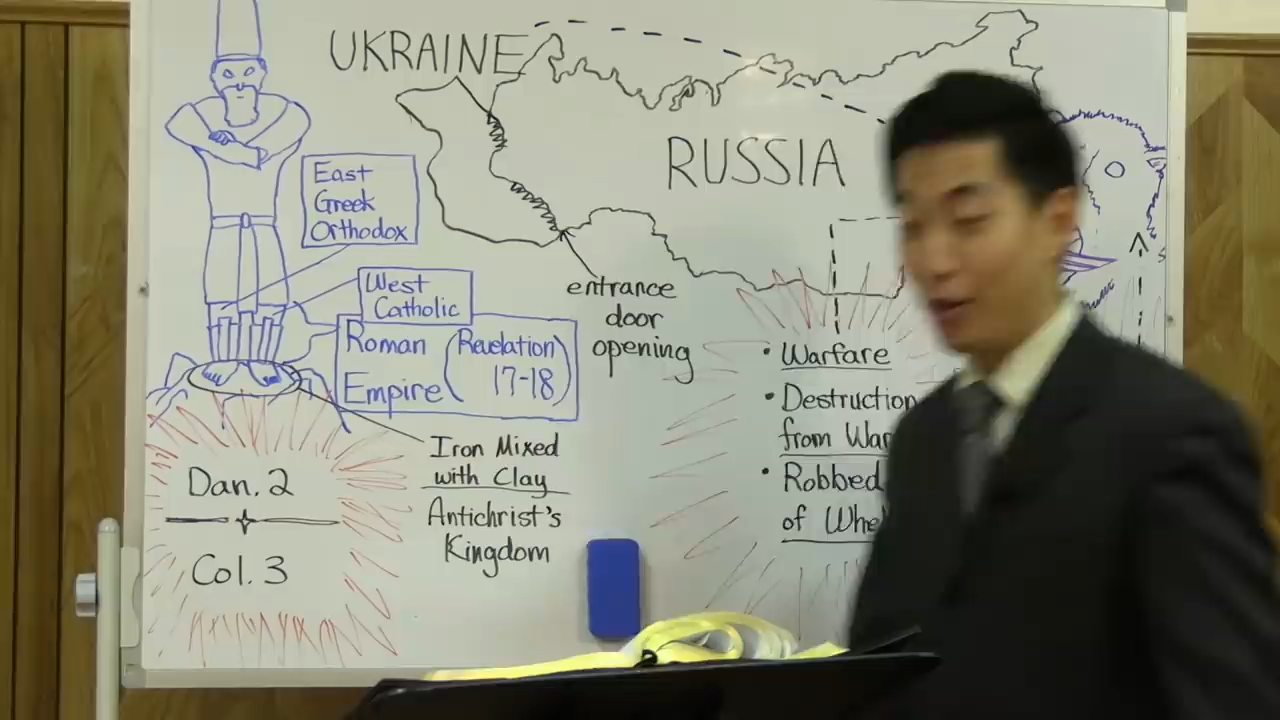 UKRAINE
RUSSIA
East
Greek
Orthodox
West
Catholic
Roman
Empire
(Revelation
17-18)
entrance
door
opening
Iron Mixed
with Clay
Antichrist's
Kingdom
Dan. 2
Col. 3
• Warfare
• Destruction
from War
• Robbed
of Whe